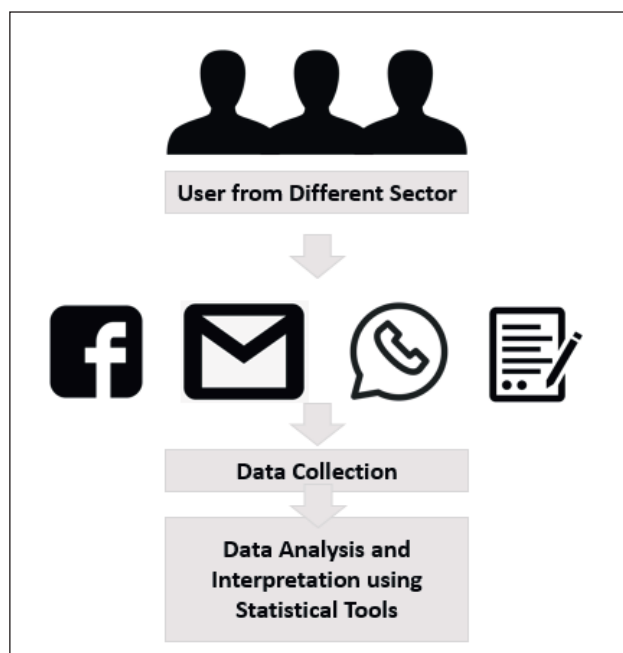 User from Different Sector
Data Collection
Data Analysis and
Interpretation using
Statistical Tools